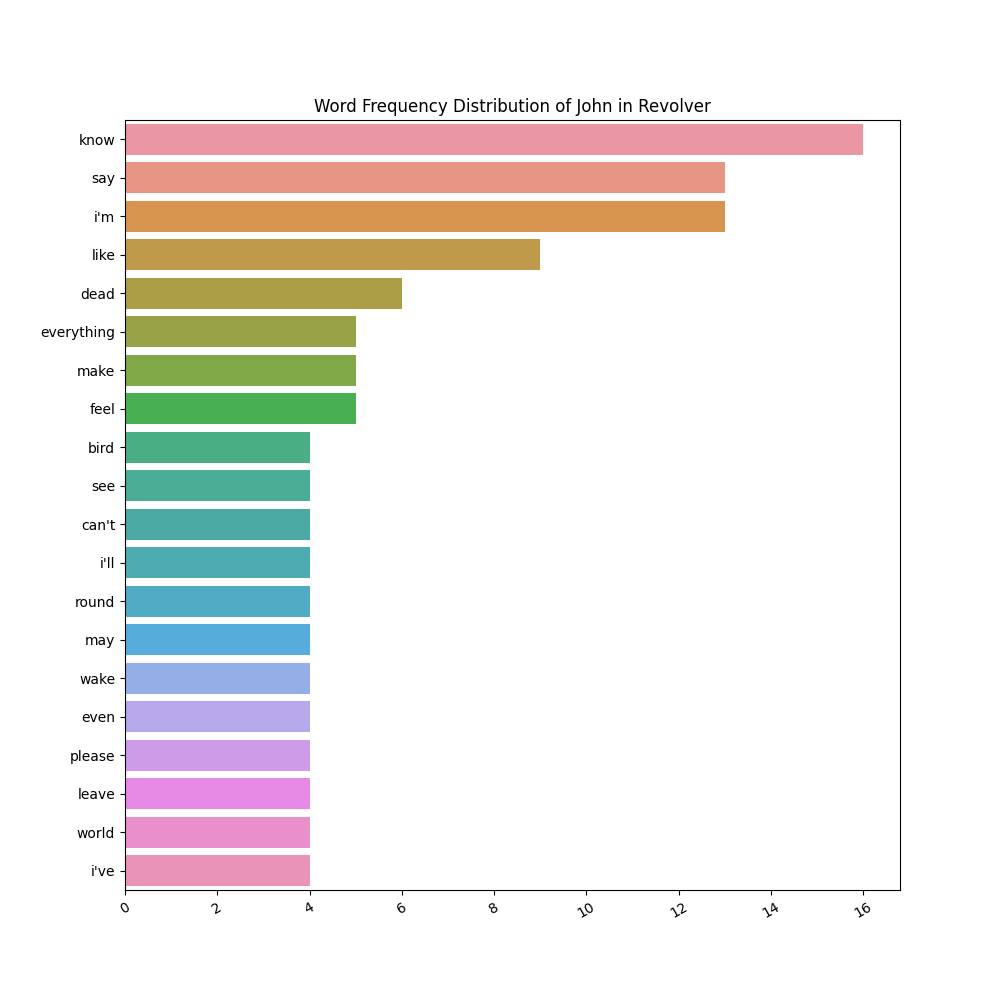 Word Frequency Distribution of John in Revolver
know
say
i'm
like
dead
everything
make
feel
bird
see
can't
i'll
round
may
wake
even
please
leave
world
i've
0 2 4 6 8 10 12 14 16